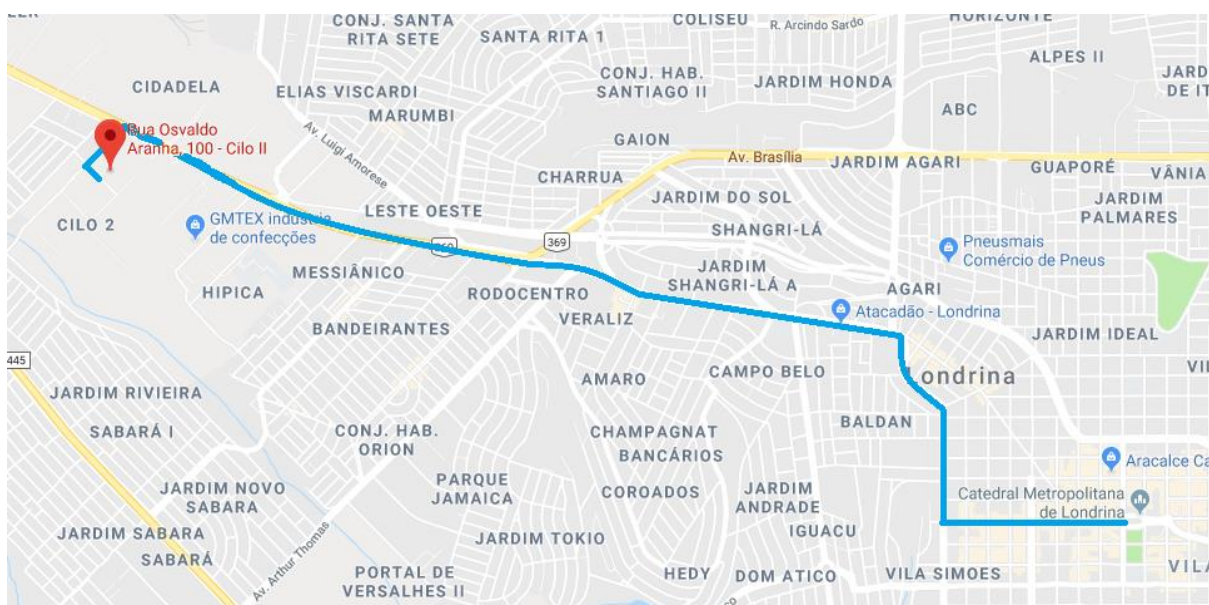 CONJ. SANTA
RITA SETE
SANTA RITA 1
COLISEU
R. Arcindo Sardo
HORIZONTE
ALPES II
CIDADELA
ELIAS VISCARDI
MARUMBI
CONJ. HAB.
SANTIAGO II
JARDIM HONDA
JARD
DE IT
ABC
Rua Osvaldo
Aranha, 100 - Cilo II
Av. Luigi Amorese
GAION
CHARRUA
Av. Brasília
JARDIM AGARI
GUAPORÉ
VÂNIA
JARDIM
PALMARES
CILO 2
GMTEX indústria
de confecções
LESTE OESTE
369
369
JARDIM DO SOL
SHANGRI-LÁ
Pneusmais
Comércio de Pneus
MESSIÂNICO
HIPICA
RODOCENTRO
JARDIM
SHANGRI-LÁ A
AGARI
BANDEIRANTES
VERALIZ
Atacadão - Londrina
JARDIM IDEAL
445
JARDIM RIVIEIRA
SABARÁ I
AMARO
CAMPO BELO
Londrina
VII
CONJ. HAB.
ORION
CHAMPAGNAT
BANCÁRIOS
BALDAN
Aracalce Ca
JARDIM NOVO
SABARA
PARQUE
JAMAICA
COROADOS
JARDIM
ANDRADE
Catedral Metropolitana
de Londrina
JARDIM SABARA
SABARÁ
Av. Arthur Thomas
JARDIM TOKIO
IGUACU
PORTAL DE
VERSALHES II
HEDY
DOM ATICO
VILA SIMOES
VILA